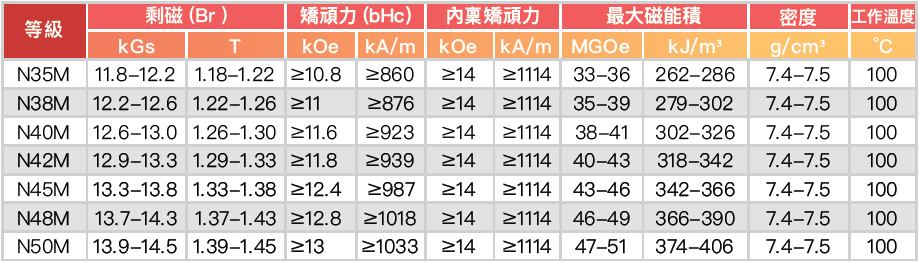 等級 剩磁 (Br) 矯頑力 (bHc) 內稟矯頑力 最大磁能積 密度 工作溫度
kGs T kOe kA/m kOe kA/m MGOe kJ/m³ g/cm³ °C
N35M 11.8–12.2 1.18–1.22 ≥10.8 ≥860 ≥14 ≥1114 33–36 262–286 7.4–7.5 100
N38M 12.2–12.6 1.22–1.26 ≥11 ≥876 ≥14 ≥1114 35–39 279–302 7.4–7.5 100
N40M 12.6–13.0 1.26–1.30 ≥11.6 ≥923 ≥14 ≥1114 38–41 302–326 7.4–7.5 100
N42M 12.9–13.3 1.29–1.33 ≥11.8 ≥939 ≥14 ≥1114 40–43 318–342 7.4–7.5 100
N45M 13.3–13.8 1.33–1.38 ≥12.4 ≥987 ≥14 ≥1114 43–46 342–366 7.4–7.5 100
N48M 13.7–14.3 1.37–1.43 ≥12.8 ≥1018 ≥14 ≥1114 46–49 366–390 7.4–7.5 100
N50M 13.9–14.5 1.39–1.45 ≥13 ≥1033 ≥14 ≥1114 47–51 374–406 7.4–7.5 100